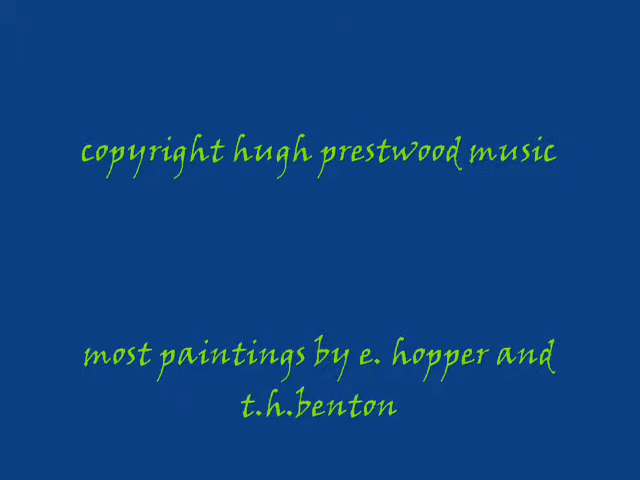 copyright hugh prestwood music
most paintings by e. hopper and
t.h.benton